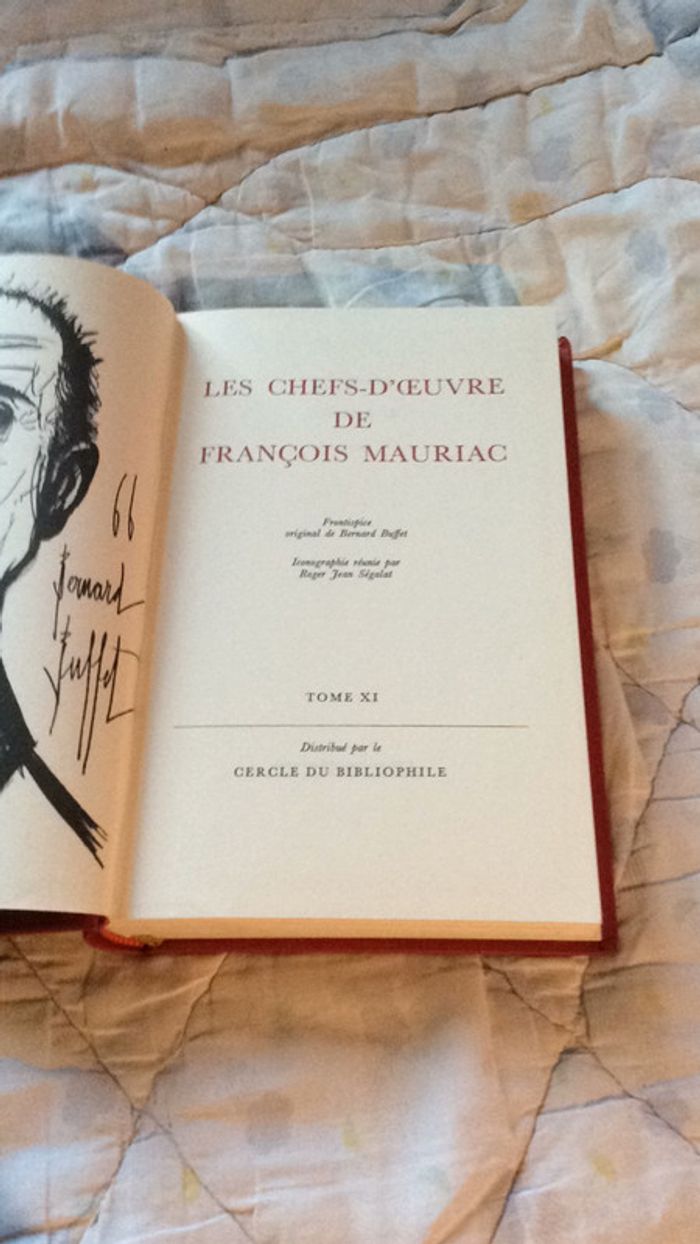 66
Bernard
Buffet
LES CHEFS-D'ŒUVRE
DE
FRANÇOIS MAURIAC
Frontispice
original de Bernard Buffet
Iconographie réunie par
Roger Jean Ségalat
TOME XI
Distribué par le
CERCLE DU BIBLIOPHILE